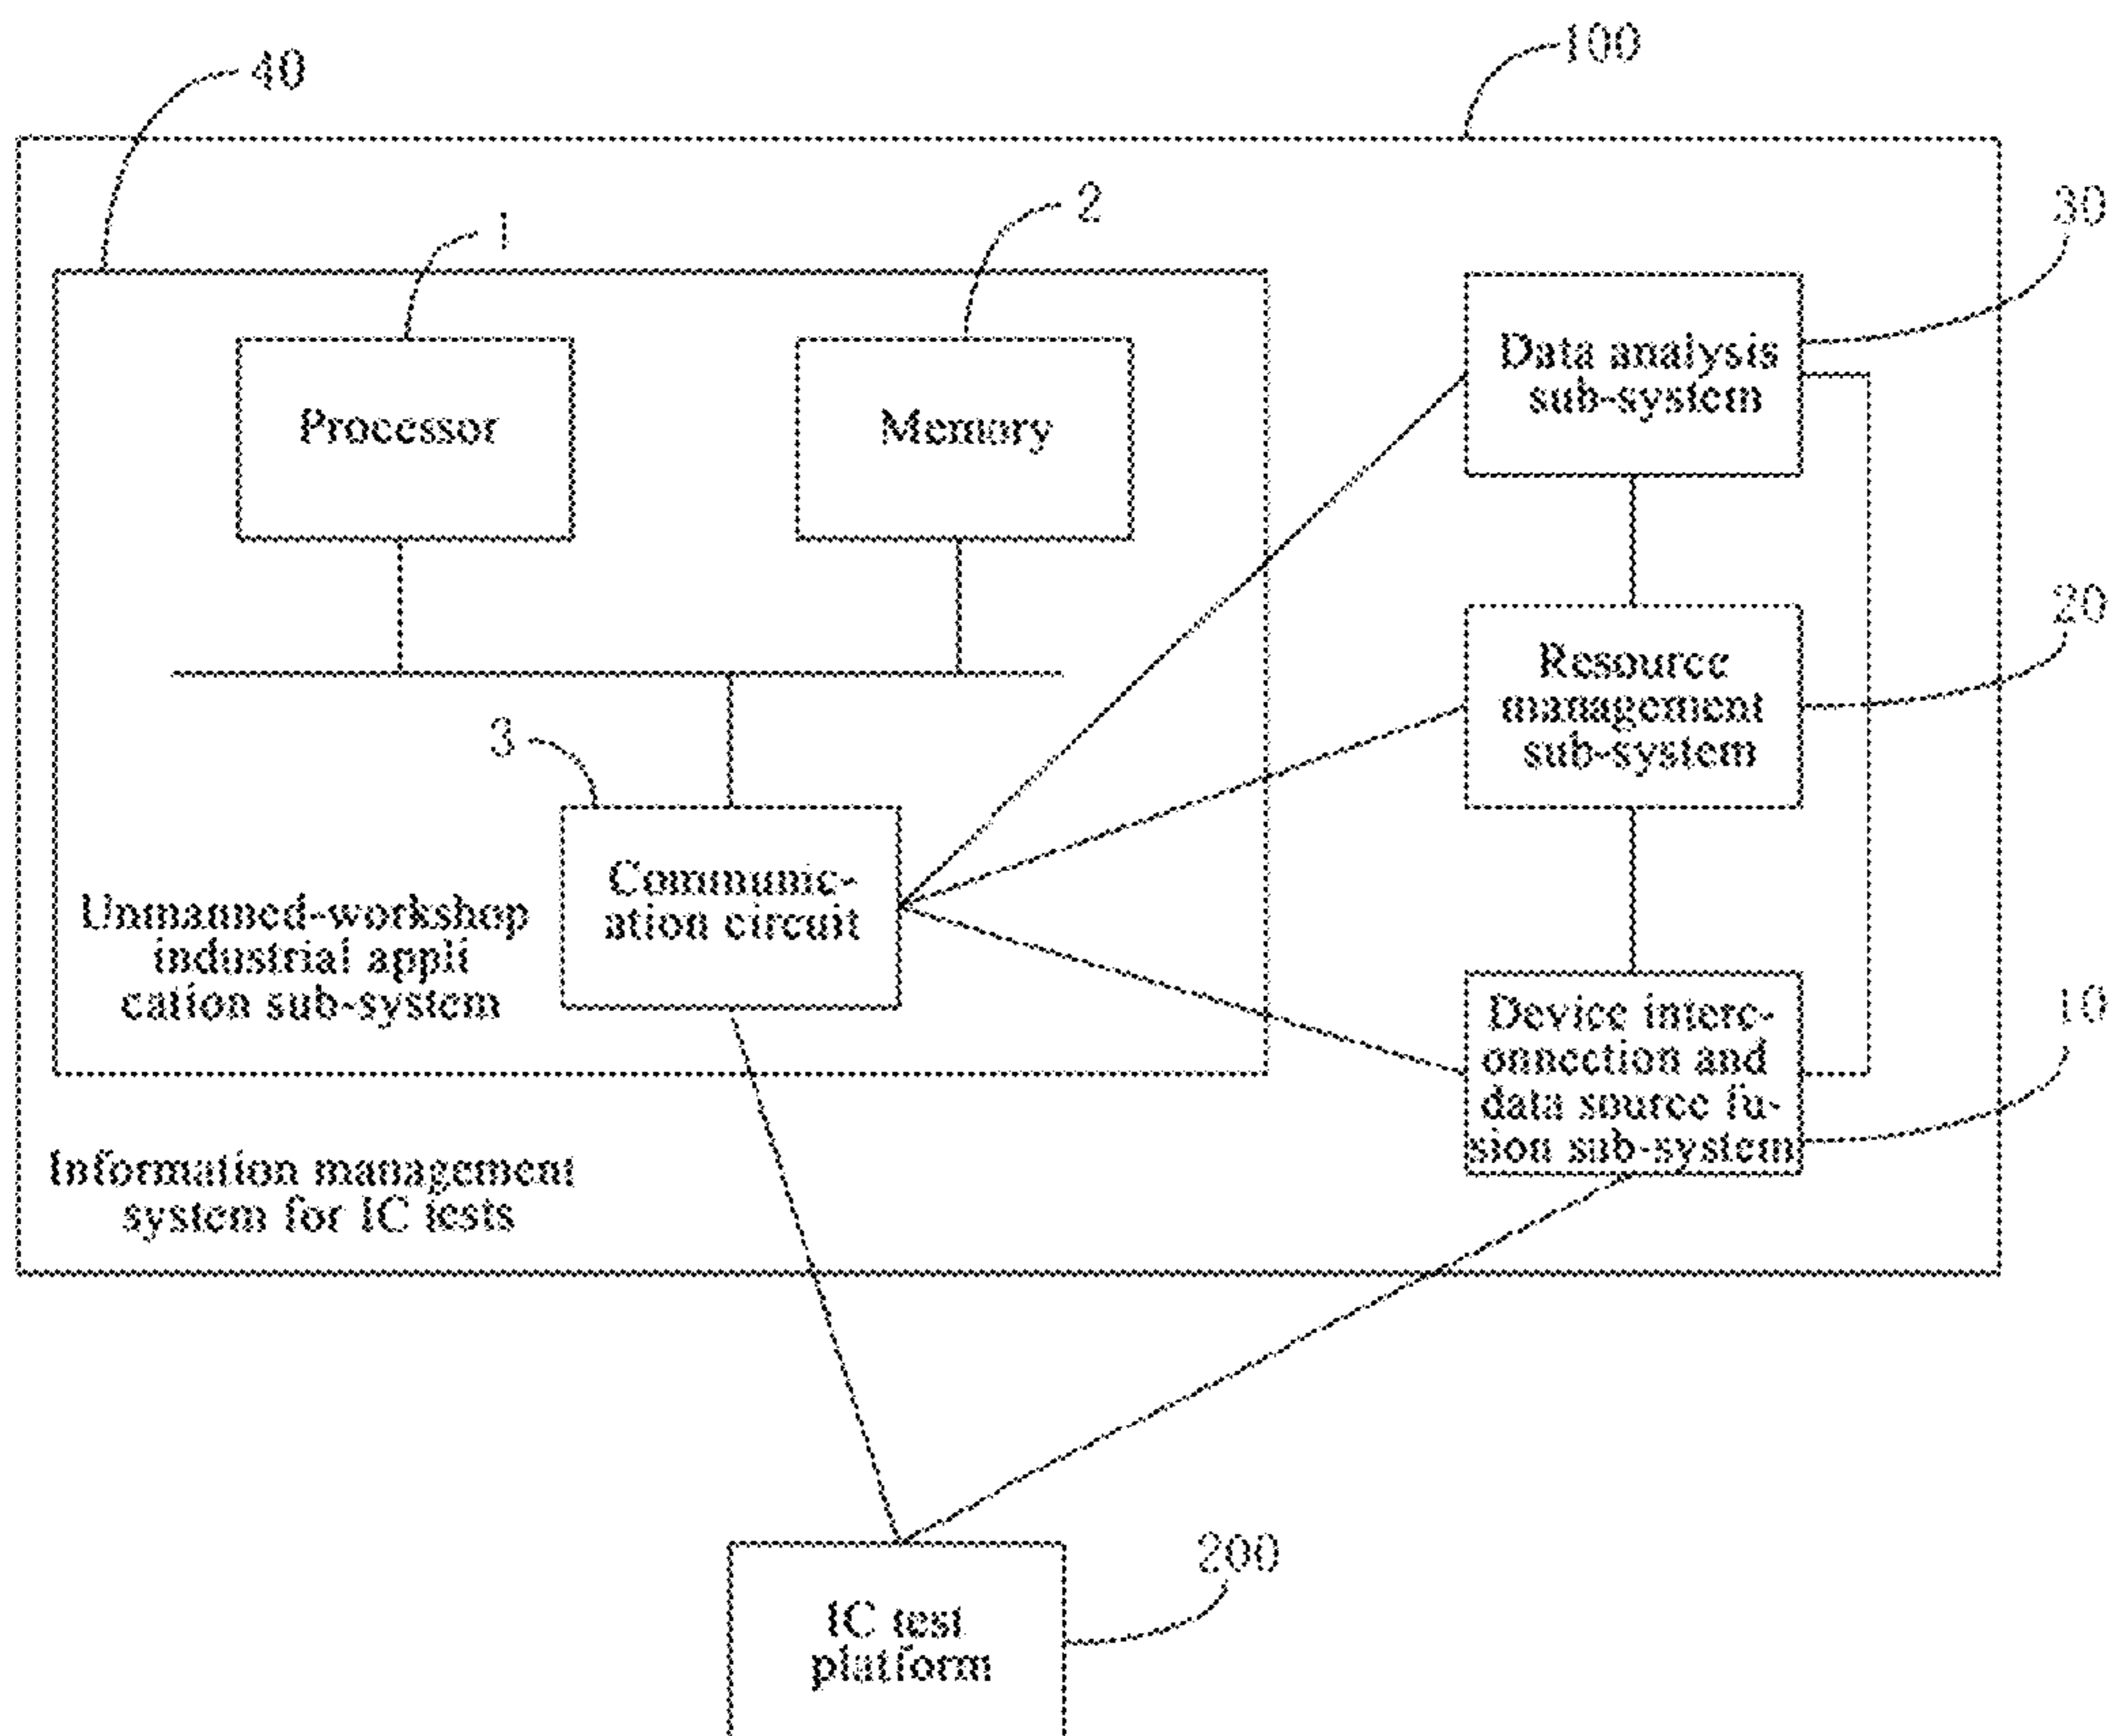 40
100
1
2
30
Processor
Memory
Data analysis
sub-system
20
Resource
management
sub-system
3
Communic-
ation circuit
Unmanned-workshop
industrial appli
cation sub-system
10
Device interc-
onnection and
data source fu-
sion sub-system
Information management
system for IC tests
200
IC test
platform